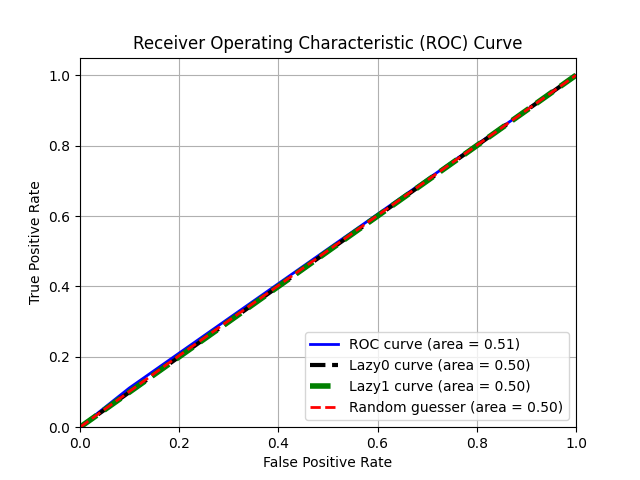 Receiver Operating Characteristic (ROC) Curve
True Positive Rate
1.0
0.8
0.6
0.4
0.2
0.0
ROC curve (area = 0.51)
Lazy0 curve (area = 0.50)
Lazy1 curve (area = 0.50)
Random guesser (area = 0.50)
0.0 0.2 0.4 0.6 0.8 1.0
False Positive Rate